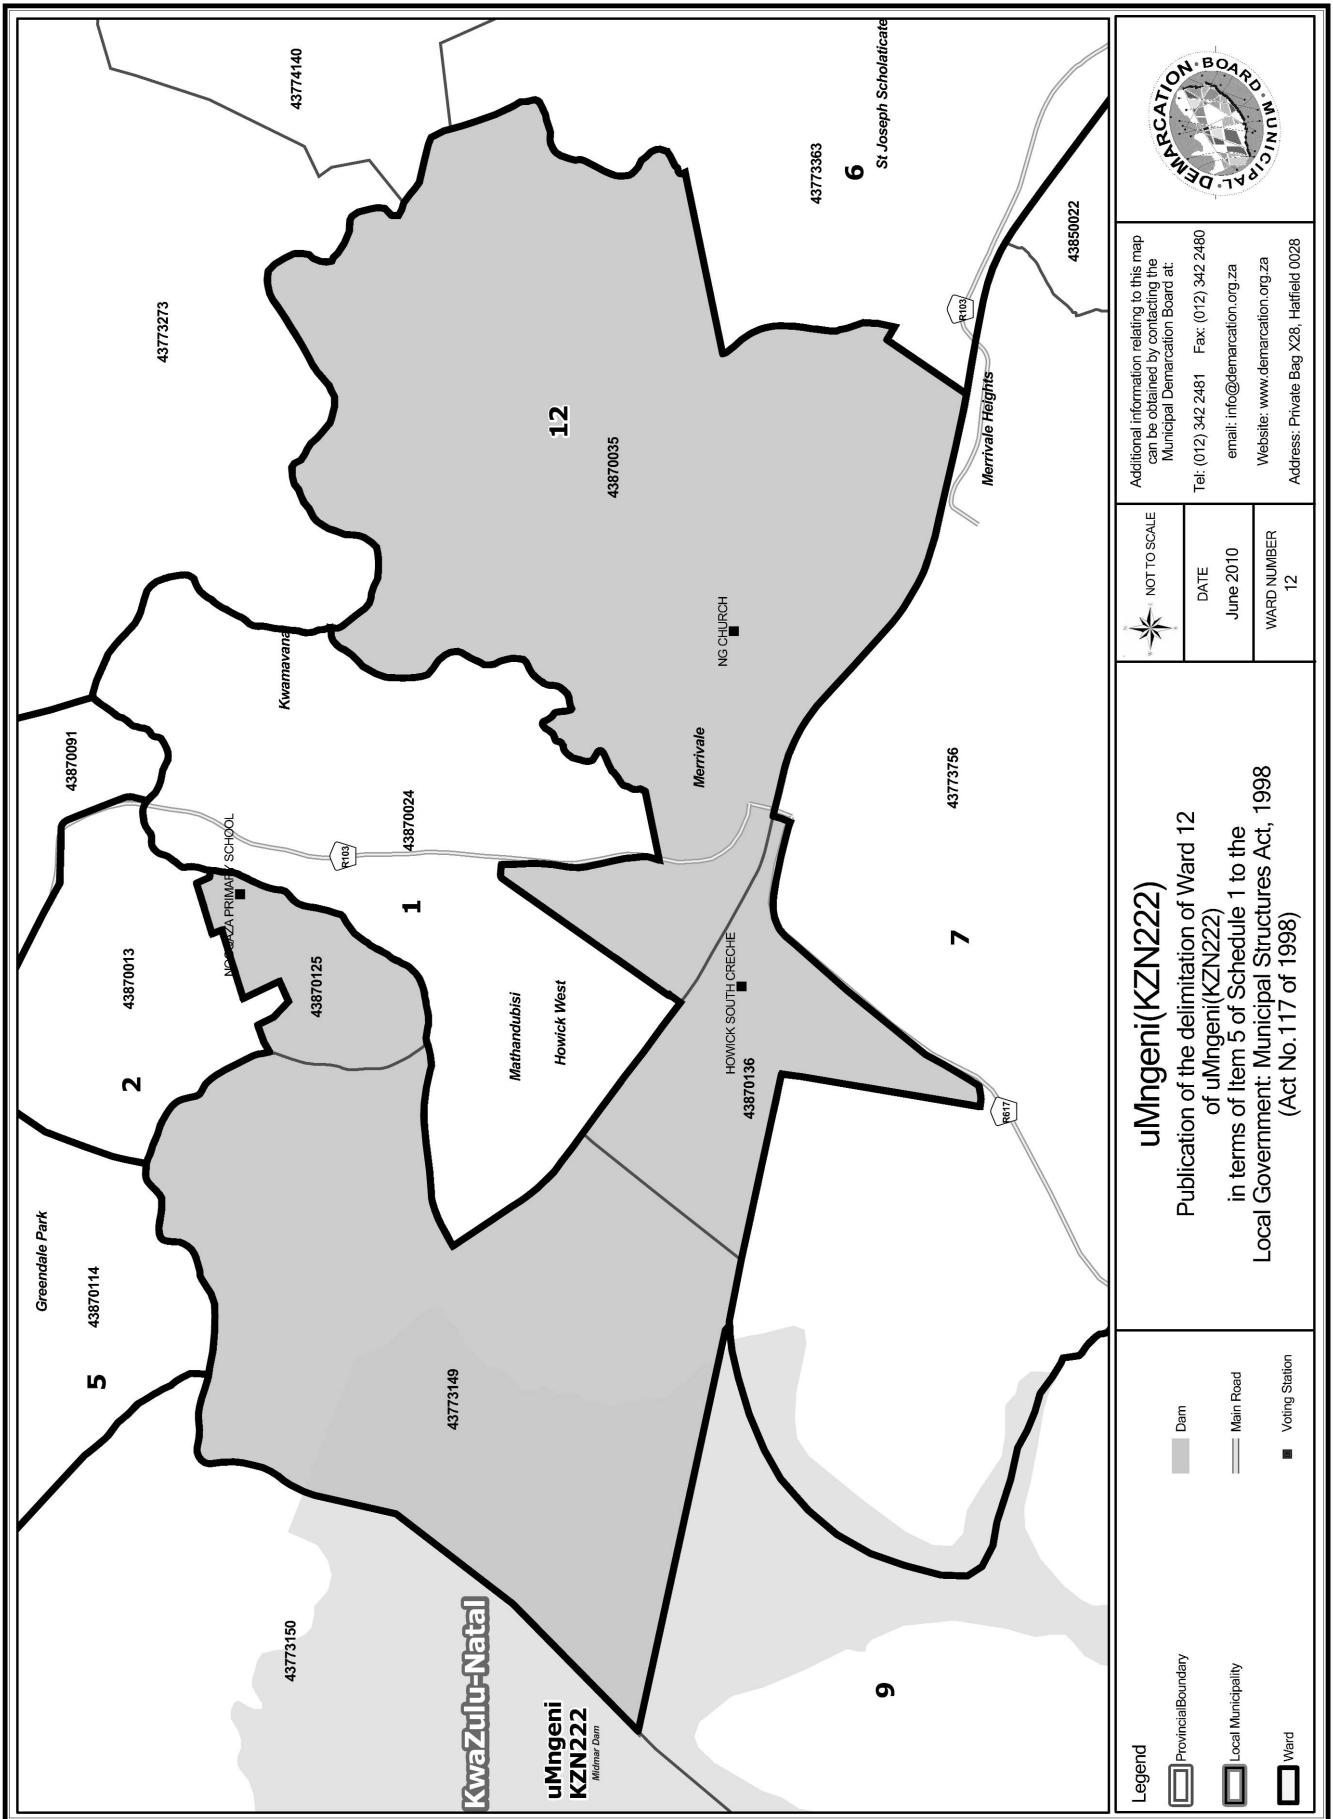 43774140
43773273
43773363
6
St Joseph Scholaticate
43850022
R103
Merrivale Heights
12
43870035
NG CHURCH
Kwamavana
Merrivale
43870091
43870024
R103
1
43773756
7
43870013
2
43870125
Mathandubisi
Howick West
HOWICK SOUTH CRECHE
43870136
R617
Greendale Park
43870114
5
43773149
43773150
KwaZulu-Natal
uMngeni
KZN222
Midmar Dam
9
PRIMARY SCHOOL
Legend
ProvincialBoundary
Local Municipality
Ward
Dam
Main Road
Voting Station
uMngeni(KZN222)
Publication of the delimitation of Ward 12
of uMngeni(KZN222)
in terms of Item 5 of Schedule 1 to the
Local Government: Municipal Structures Act, 1998
(Act No.117 of 1998)
NOT TO SCALE
DATE
June 2010
WARD NUMBER
12
Additional information relating to this map
can be obtained by contacting the
Municipal Demarcation Board at:
Tel: (012) 342 2481 Fax: (012) 342 2480
email: info@demarcation.org.za
Website: www.demarcation.org.za
Address: Private Bag X28, Hatfield 0028
MUNICIPAL DEMARCATION BOARD